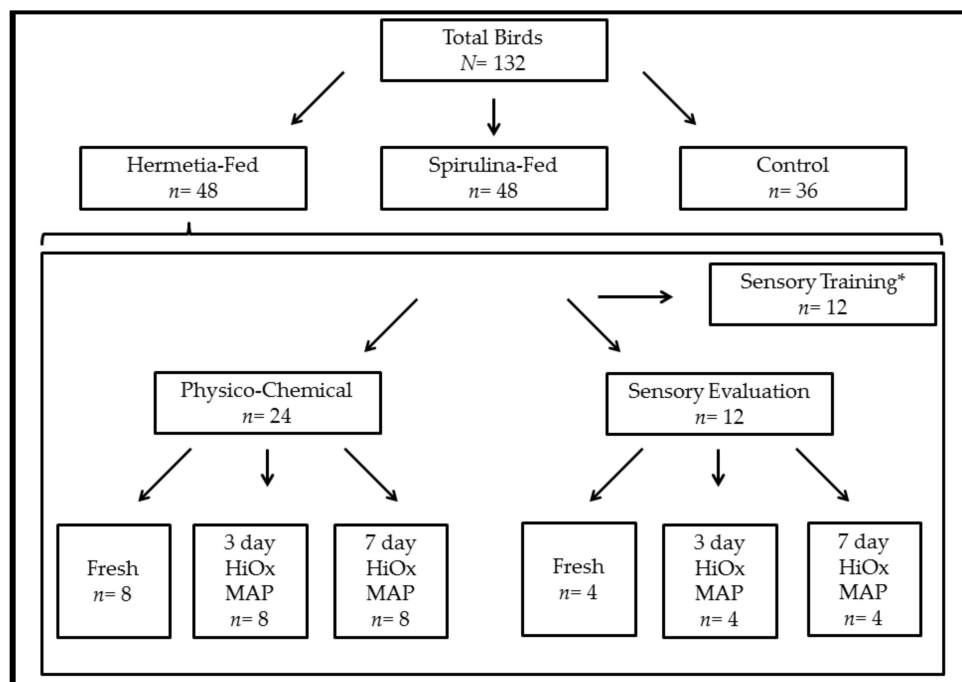 Total Birds
N= 132
Hermetia-Fed
n= 48
Spirulina-Fed
n= 48
Control
n= 36
Sensory Training*
n= 12
Physico-Chemical
n= 24
Sensory Evaluation
n= 12
Fresh
n= 8
3 day
HiOx
MAP
n= 8
7 day
HiOx
MAP
n= 8
Fresh
n= 4
3 day
HiOx
MAP
n= 4
7 day
HiOx
MAP
n= 4